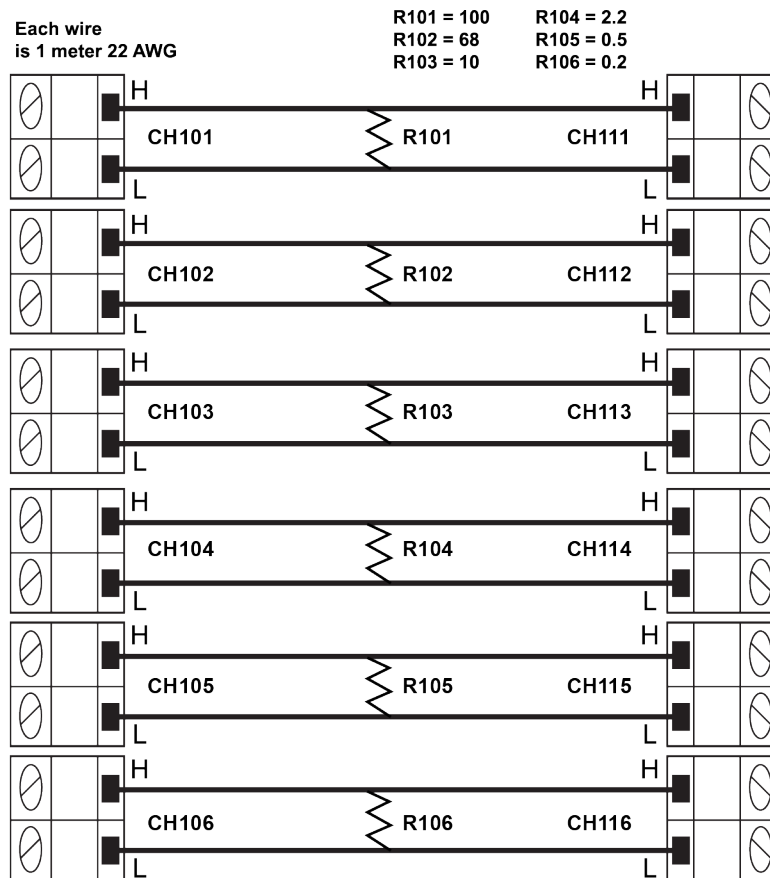 Each wire
is 1 meter 22 AWG
R101 = 100 R104 = 2.2
R102 = 68 R105 = 0.5
R103 = 10 R106 = 0.2
H H
CH101 R101 CH111
L L
H H
CH102 R102 CH112
L L
H H
CH103 R103 CH113
L L
H H
CH104 R104 CH114
L L
H H
CH105 R105 CH115
L L
H H
CH106 R106 CH116
L L